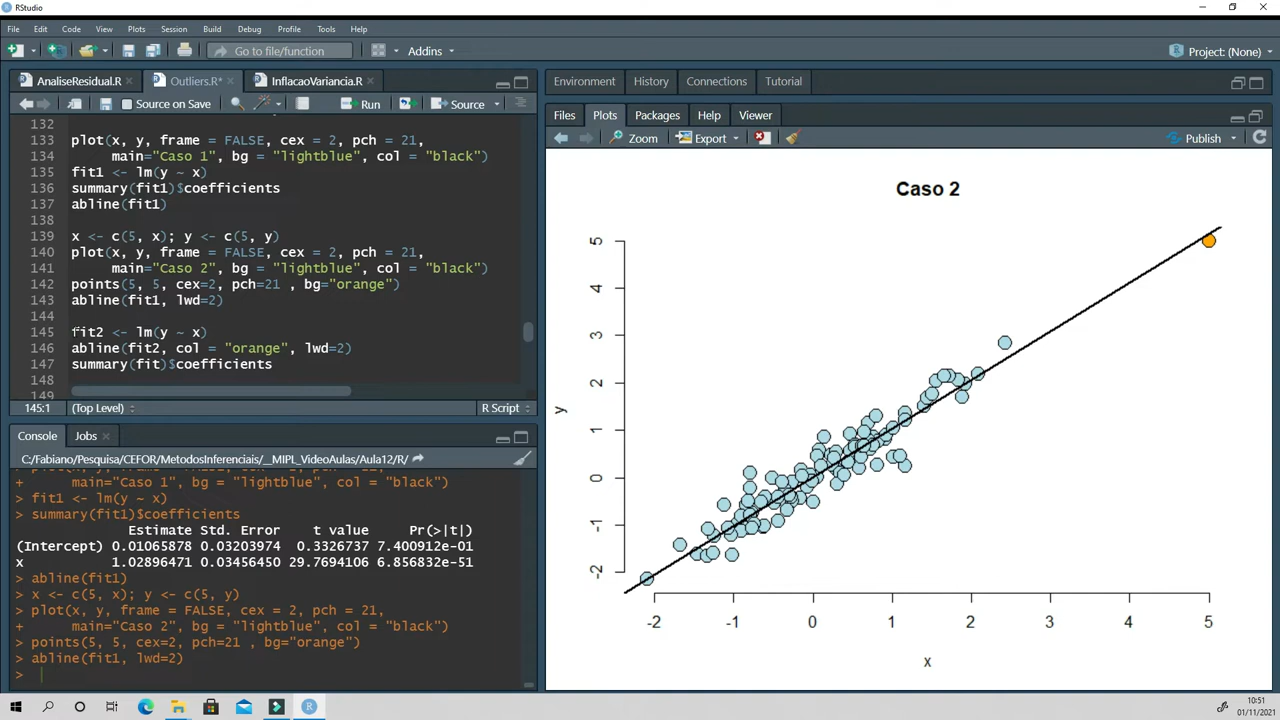 RStudio
File Edit Code View Plots Session Build Debug Profile Tools Help
Go to file/function Addins Project: (None)
AnaliseResidual.R Outliers.R* InflacaoVariancia.R
Source on Save Run Source
132
133 plot(x, y, frame = FALSE, cex = 2, pch = 21,
134 main="Caso 1", bg = "lightblue", col = "black")
135 fit1 <- lm(y ~ x)
136 summary(fit1)$coefficients
137 abline(fit1)
138
139 x <- c(5, x); y <- c(5, y)
140 plot(x, y, frame = FALSE, cex = 2, pch = 21,
141 main="Caso 2", bg = "lightblue", col = "black")
142 points(5, 5, cex=2, pch=21 , bg="orange")
143 abline(fit1, lwd=2)
144
145 fit2 <- lm(y ~ x)
146 abline(fit2, col = "orange", lwd=2)
147 summary(fit)$coefficients
148
149
145:1 (Top Level) R Script
Console Jobs
C:/Fabiano/Pesquisa/CEFOR/MetodosInferenciais/__MIPL_VideoAulas/Aula12/R/
> plot(x, y, frame = FALSE, cex = 2, pch = 21,
+ main="Caso 1", bg = "lightblue", col = "black")
> fit1 <- lm(y ~ x)
> summary(fit1)$coefficients
Estimate Std. Error t value Pr(>|t|)
(Intercept) 0.01065878 0.03203974 0.3326737 7.400912e-01
x 1.02896471 0.03456450 29.7694106 6.856832e-51
> abline(fit1)
> x <- c(5, x); y <- c(5, y)
> plot(x, y, frame = FALSE, cex = 2, pch = 21,
+ main="Caso 2", bg = "lightblue", col = "black")
> points(5, 5, cex=2, pch=21 , bg="orange")
> abline(fit1, lwd=2)
>
Environment History Connections Tutorial
Files Plots Packages Help Viewer
Zoom Export Publish
Caso 2
5
4
3
2
1
0
-1
-2
y
-2 -1 0 1 2 3 4 5
x
10:51
01/11/2021